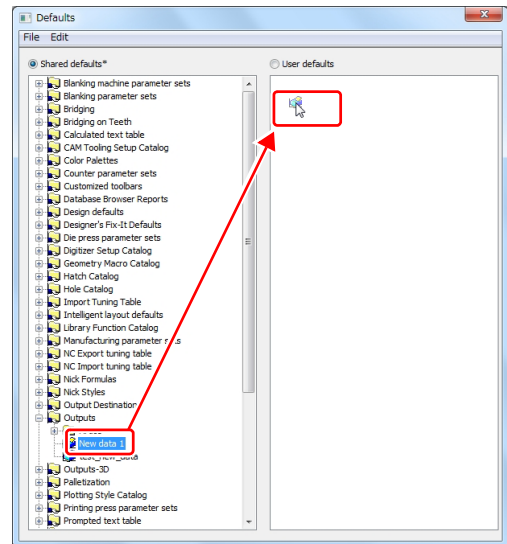 Defaults
File Edit
Shared defaults*
User defaults
Blanking machine parameter sets
Blanking parameter sets
Bridging
Bridging on Teeth
Calculated text table
CAM Tooling Setup Catalog
Color Palettes
Counter parameter sets
Customized toolbars
Database Browser Reports
Design defaults
Designer's Fix-It Defaults
Die press parameter sets
Digitizer Setup Catalog
Geometry Macro Catalog
Hatch Catalog
Hole Catalog
Import Tuning Table
Intelligent layout defaults
Library Function Catalog
Manufacturing parameter sets
NC Export tuning table
NC Import tuning table
Nick Formulas
Nick Styles
Output Destination
Outputs
New data 1
test_new_data
Outputs-3D
Palletization
Plotting Style Catalog
Printing press parameter sets
Prompted text table